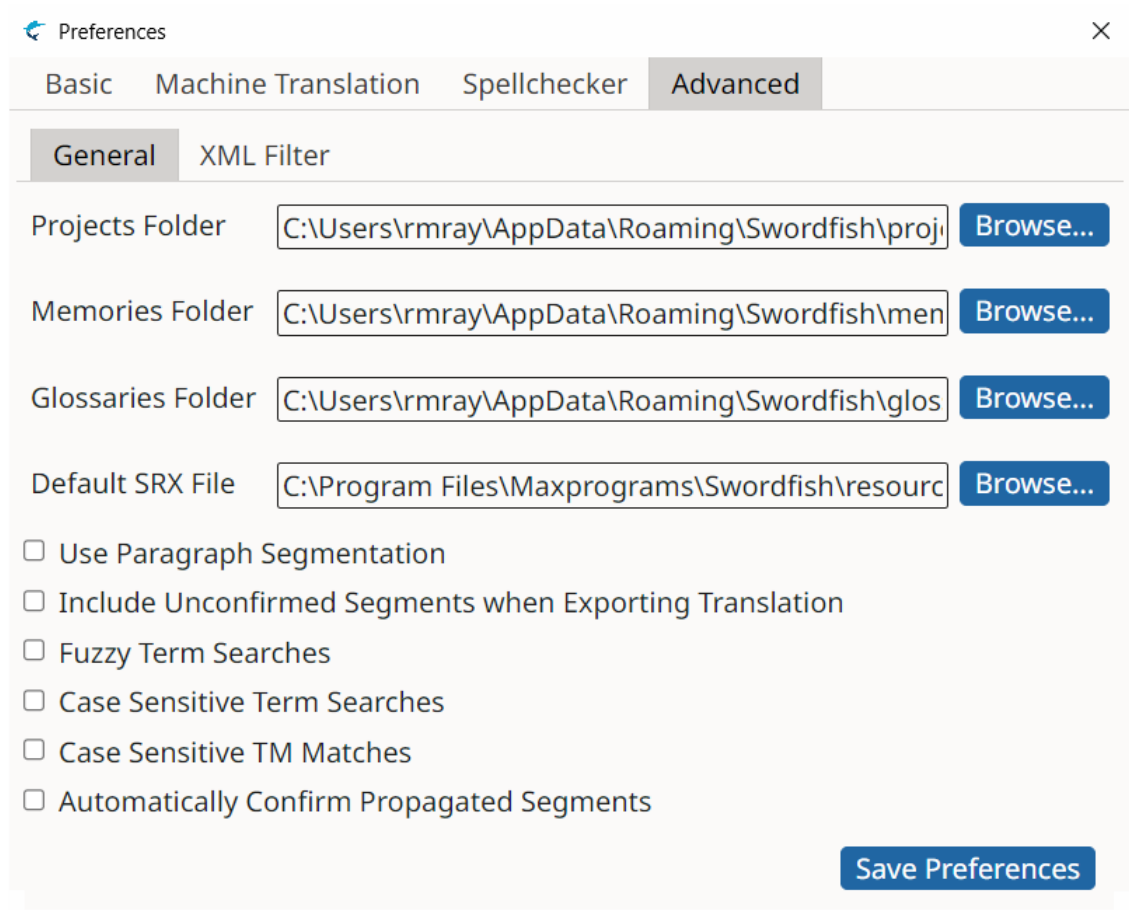 Preferences
Basic Machine Translation Spellchecker Advanced
General XML Filter
Projects Folder C:\Users\rmray\AppData\Roaming\Swordfish\proj Browse...
Memories Folder C:\Users\rmray\AppData\Roaming\Swordfish\mem Browse...
Glossaries Folder C:\Users\rmray\AppData\Roaming\Swordfish\glos Browse...
Default SRX File C:\Program Files\Maxprograms\Swordfish\resourc Browse...
Use Paragraph Segmentation
Include Unconfirmed Segments when Exporting Translation
Fuzzy Term Searches
Case Sensitive Term Searches
Case Sensitive TM Matches
Automatically Confirm Propagated Segments
Save Preferences